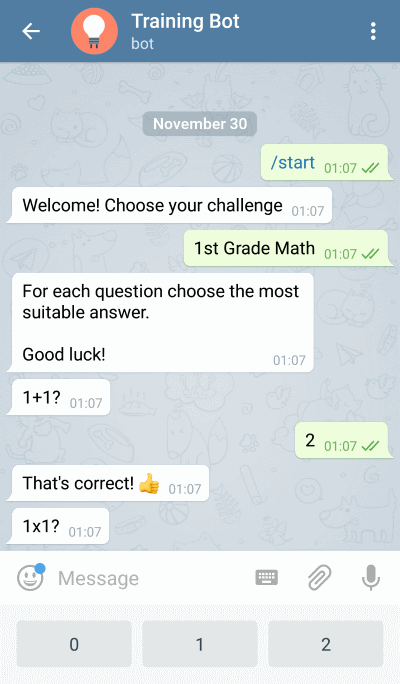 Training Bot
bot
November 30
/start 01:07
Welcome! Choose your challenge 01:07
1st Grade Math 01:07
For each question choose the most
suitable answer.
Good luck! 01:07
1+1? 01:07
2 01:07
That's correct! 👍 01:07
1x1? 01:07
Message
0 1 2